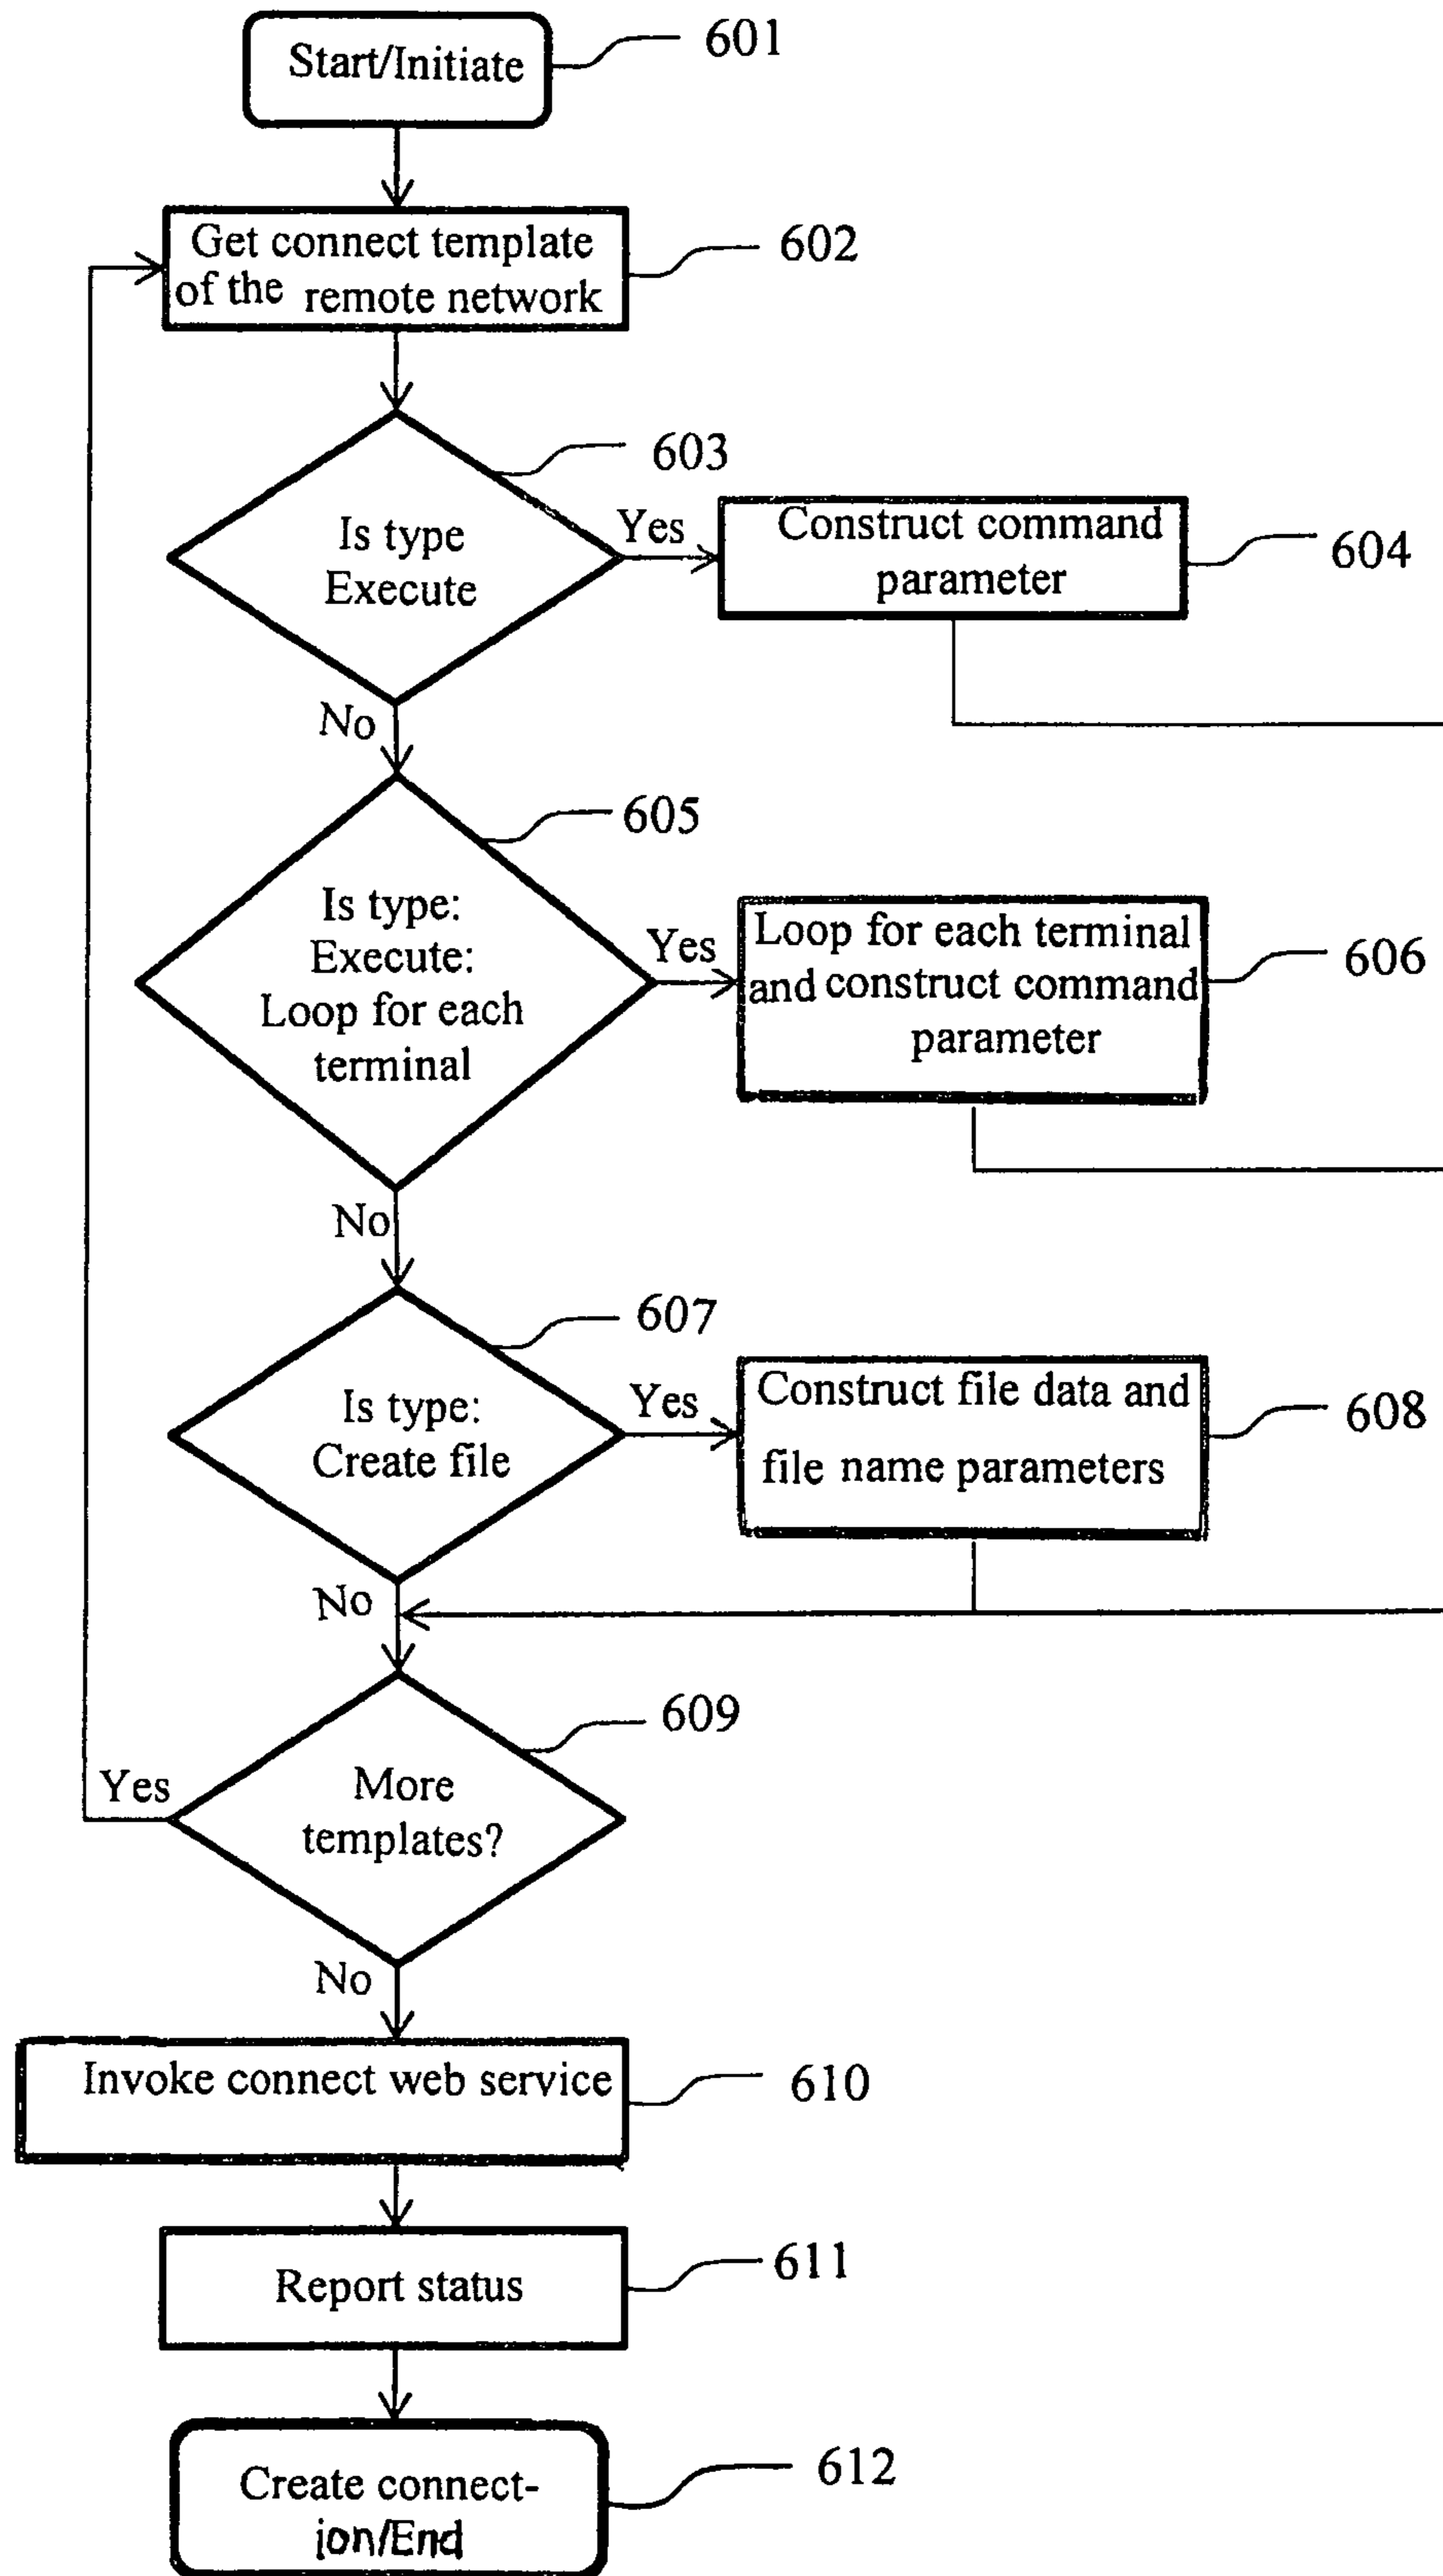 Start/Initiate
601
Get connect template
of the remote network
602
603
Is type
Execute
Yes
Construct command
parameter
604
No
605
Is type:
Execute:
Loop for each
terminal
Yes
Loop for each terminal
and construct command
parameter
606
No
607
Is type:
Create file
Yes
Construct file data and
file name parameters
608
No
609
More
templates?
Yes
No
Invoke connect web service
610
Report status
611
Create connect-
ion/End
612